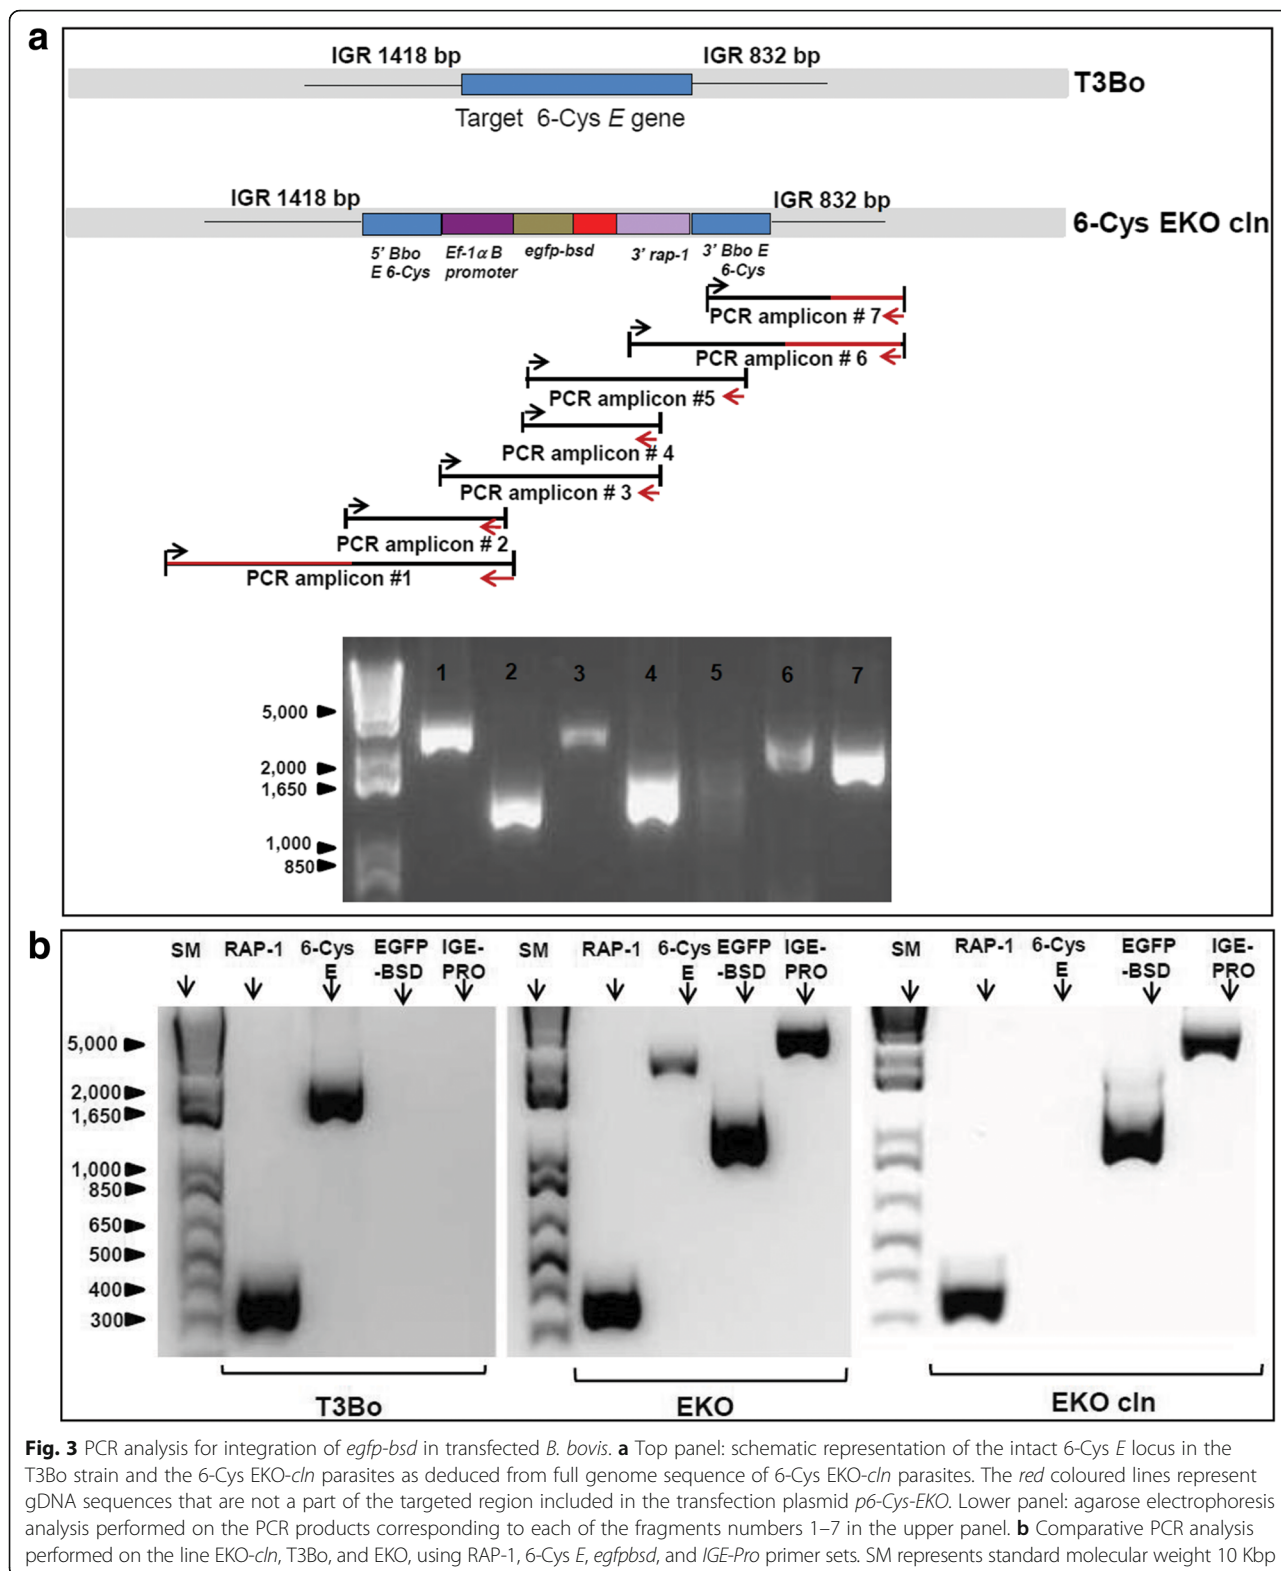 a
IGR 1418 bp
IGR 832 bp
T3Bo
Target 6-Cys E gene
IGR 1418 bp
IGR 832 bp
6-Cys EKO cln
5' Bbo
E 6-Cys
Ef-1α B
promoter
egfp-bsd
3' rap-1
3' Bbo E
6-Cys
PCR amplicon # 7
PCR amplicon # 6
PCR amplicon #5
PCR amplicon # 4
PCR amplicon # 3
PCR amplicon # 2
PCR amplicon #1
1 2 3 4 5 6 7
5,000
2,000
1,650
1,000
850
b
SM RAP-1 6-Cys E EGFP -BSD IGE- PRO
SM RAP-1 6-Cys E EGFP -BSD IGE- PRO
SM RAP-1 6-Cys E EGFP -BSD IGE- PRO
5,000
2,000
1,650
1,000
850
650
500
400
300
T3Bo
EKO
EKO cln
Fig. 3 PCR analysis for integration of egfp-bsd in transfected B. bovis. a Top panel: schematic representation of the intact 6-Cys E locus in the
T3Bo strain and the 6-Cys EKO-cln parasites as deduced from full genome sequence of 6-Cys EKO-cln parasites. The red coloured lines represent
gDNA sequences that are not a part of the targeted region included in the transfection plasmid p6-Cys-EKO. Lower panel: agarose electrophoresis
analysis performed on the PCR products corresponding to each of the fragments numbers 1–7 in the upper panel. b Comparative PCR analysis
performed on the line EKO-cln, T3Bo, and EKO, using RAP-1, 6-Cys E, egfpbsd, and IGE-Pro primer sets. SM represents standard molecular weight 10 Kbp